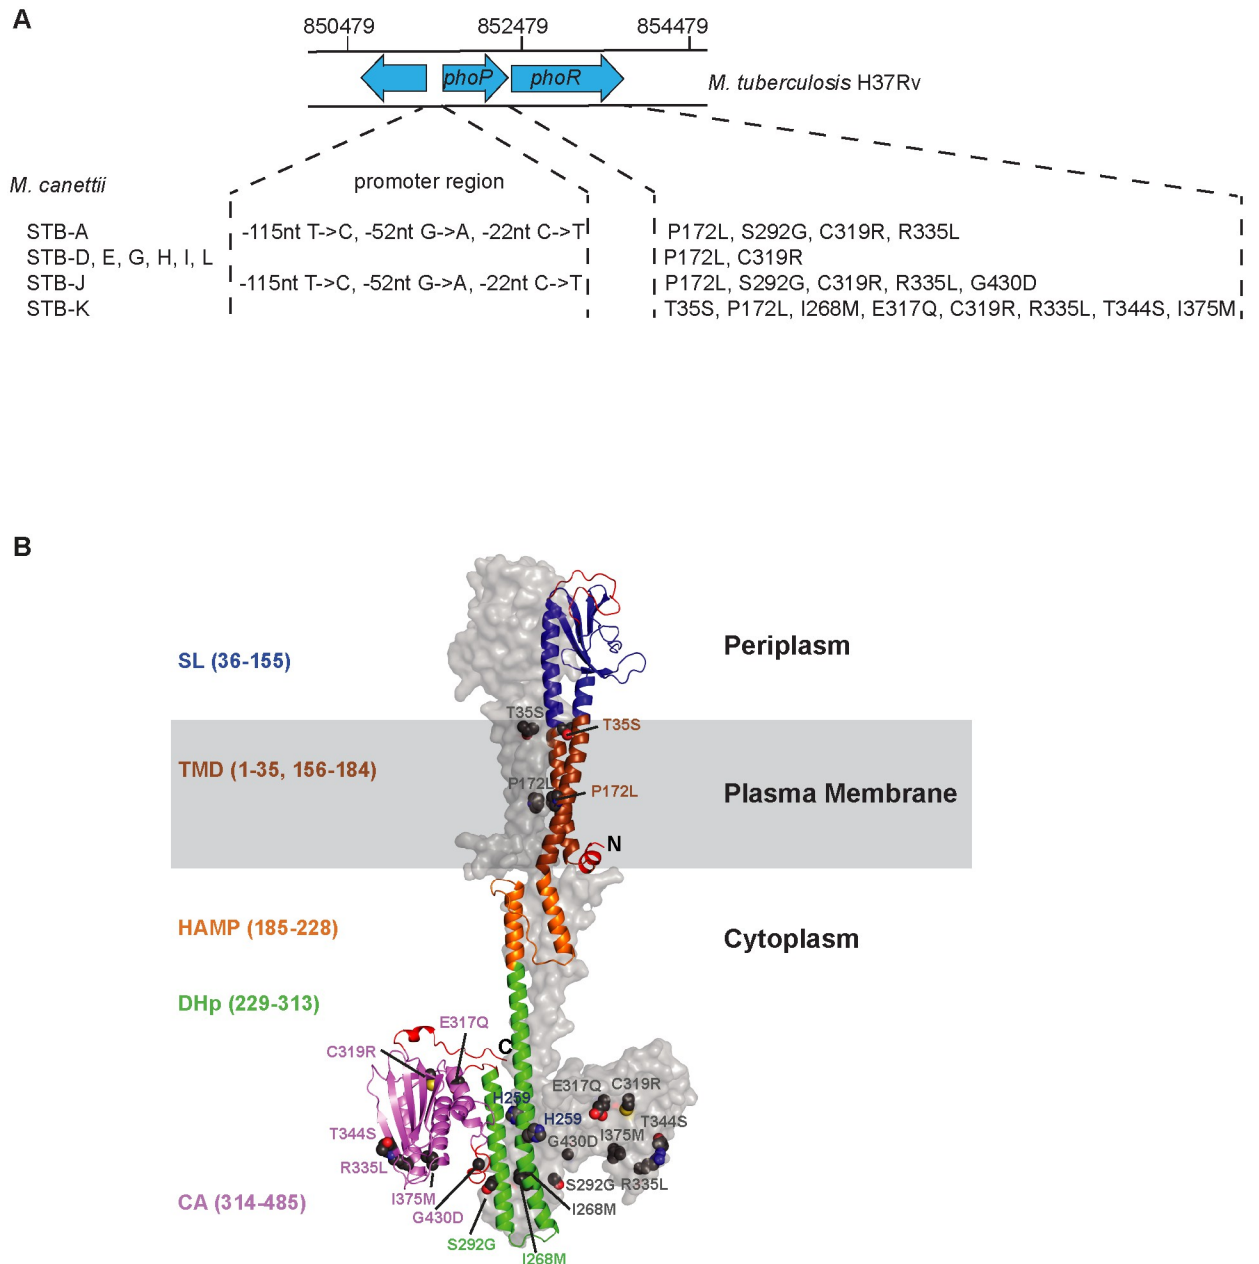 A
850479 852479 854479
phoP phoR
M. tuberculosis H37Rv
M. canettii
promoter region
STB-A -115nt T->C, -52nt G->A, -22nt C->T P172L, S292G, C319R, R335L
STB-D, E, G, H, I, L P172L, C319R
STB-J -115nt T->C, -52nt G->A, -22nt C->T P172L, S292G, C319R, R335L, G430D
STB-K T35S, P172L, I268M, E317Q, C319R, R335L, T344S, I375M
B
Periplasm
SL (36-155)
T35S T35S
TMD (1-35, 156-184)
P172L P172L
Plasma Membrane
N
HAMP (185-228)
Cytoplasm
DHp (229-313)
E317Q
C319R
C
E317Q C319R
H259
H259
T344S
T344S
G430D I375M
R335L
S292G R335L
I375M
CA (314-485)
G430D
I268M
S292G
I268M